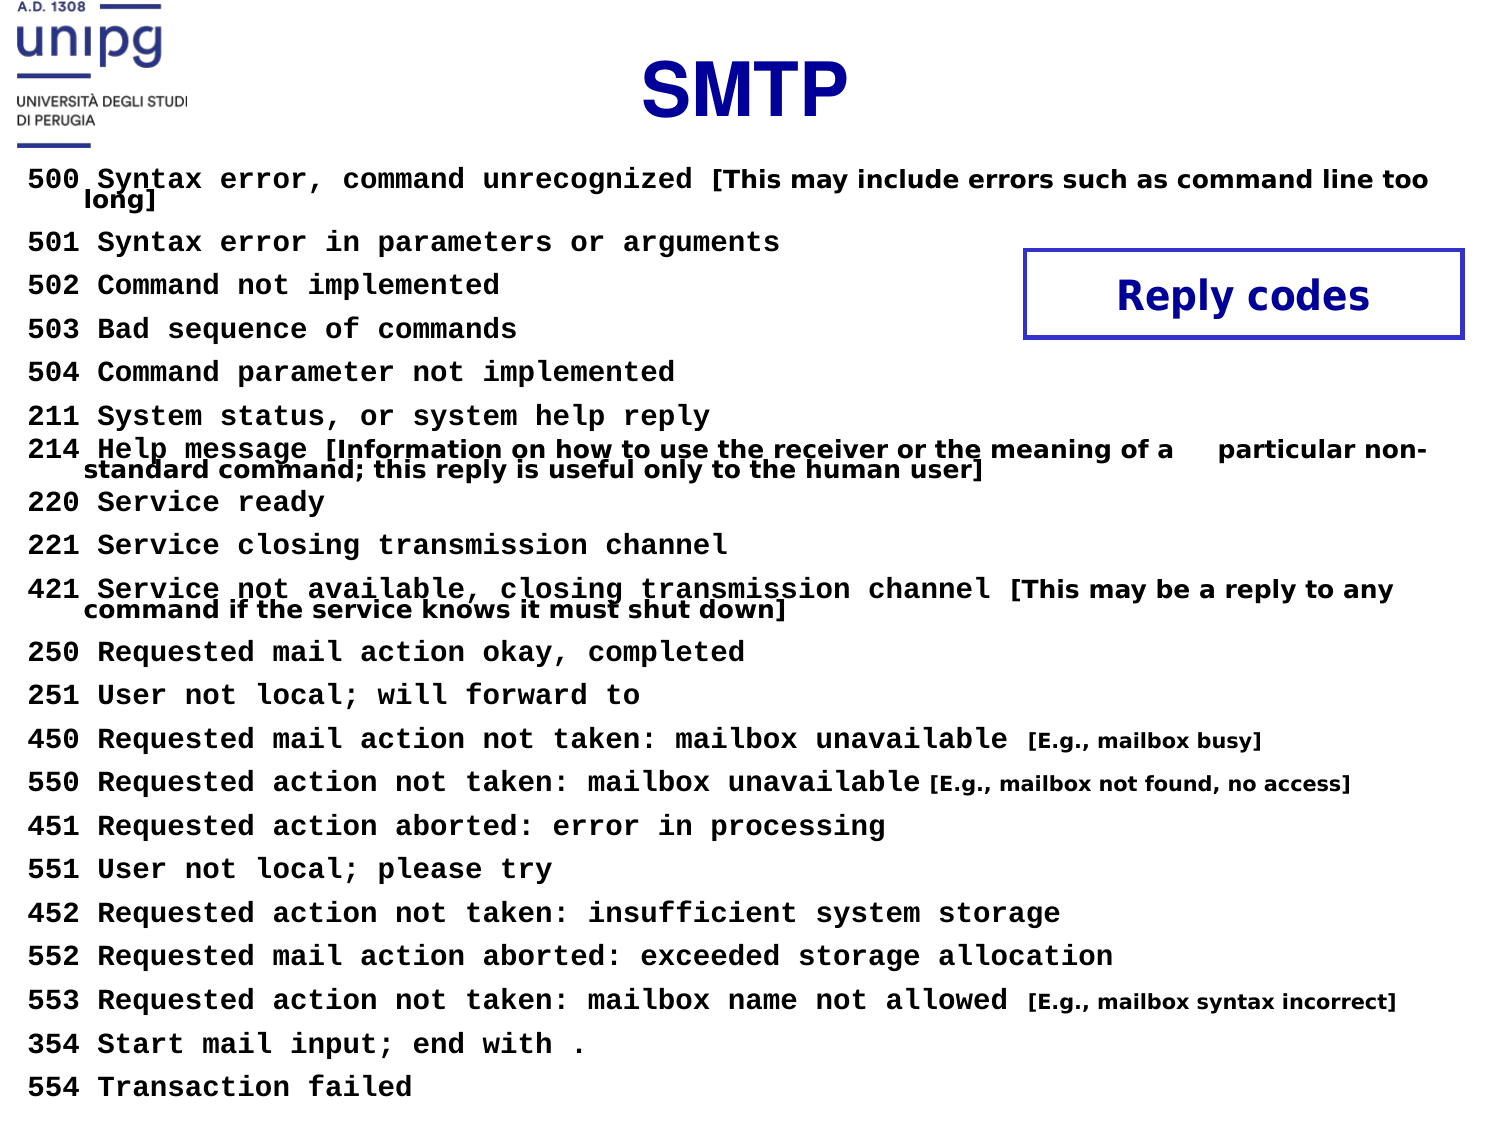 A.D. 1308
unipg
UNIVERSITÀ DEGLI STUDI
DI PERUGIA
SMTP
500 Syntax error, command unrecognized [This may include errors such as command line too
long]
501 Syntax error in parameters or arguments
502 Command not implemented
Reply codes
503 Bad sequence of commands
504 Command parameter not implemented
211 System status, or system help reply
214 Help message [Information on how to use the receiver or the meaning of a particular non-
standard command; this reply is useful only to the human user]
220 Service ready
221 Service closing transmission channel
421 Service not available, closing transmission channel [This may be a reply to any
command if the service knows it must shut down]
250 Requested mail action okay, completed
251 User not local; will forward to
450 Requested mail action not taken: mailbox unavailable [E.g., mailbox busy]
550 Requested action not taken: mailbox unavailable [E.g., mailbox not found, no access]
451 Requested action aborted: error in processing
551 User not local; please try
452 Requested action not taken: insufficient system storage
552 Requested mail action aborted: exceeded storage allocation
553 Requested action not taken: mailbox name not allowed [E.g., mailbox syntax incorrect]
354 Start mail input; end with .
554 Transaction failed